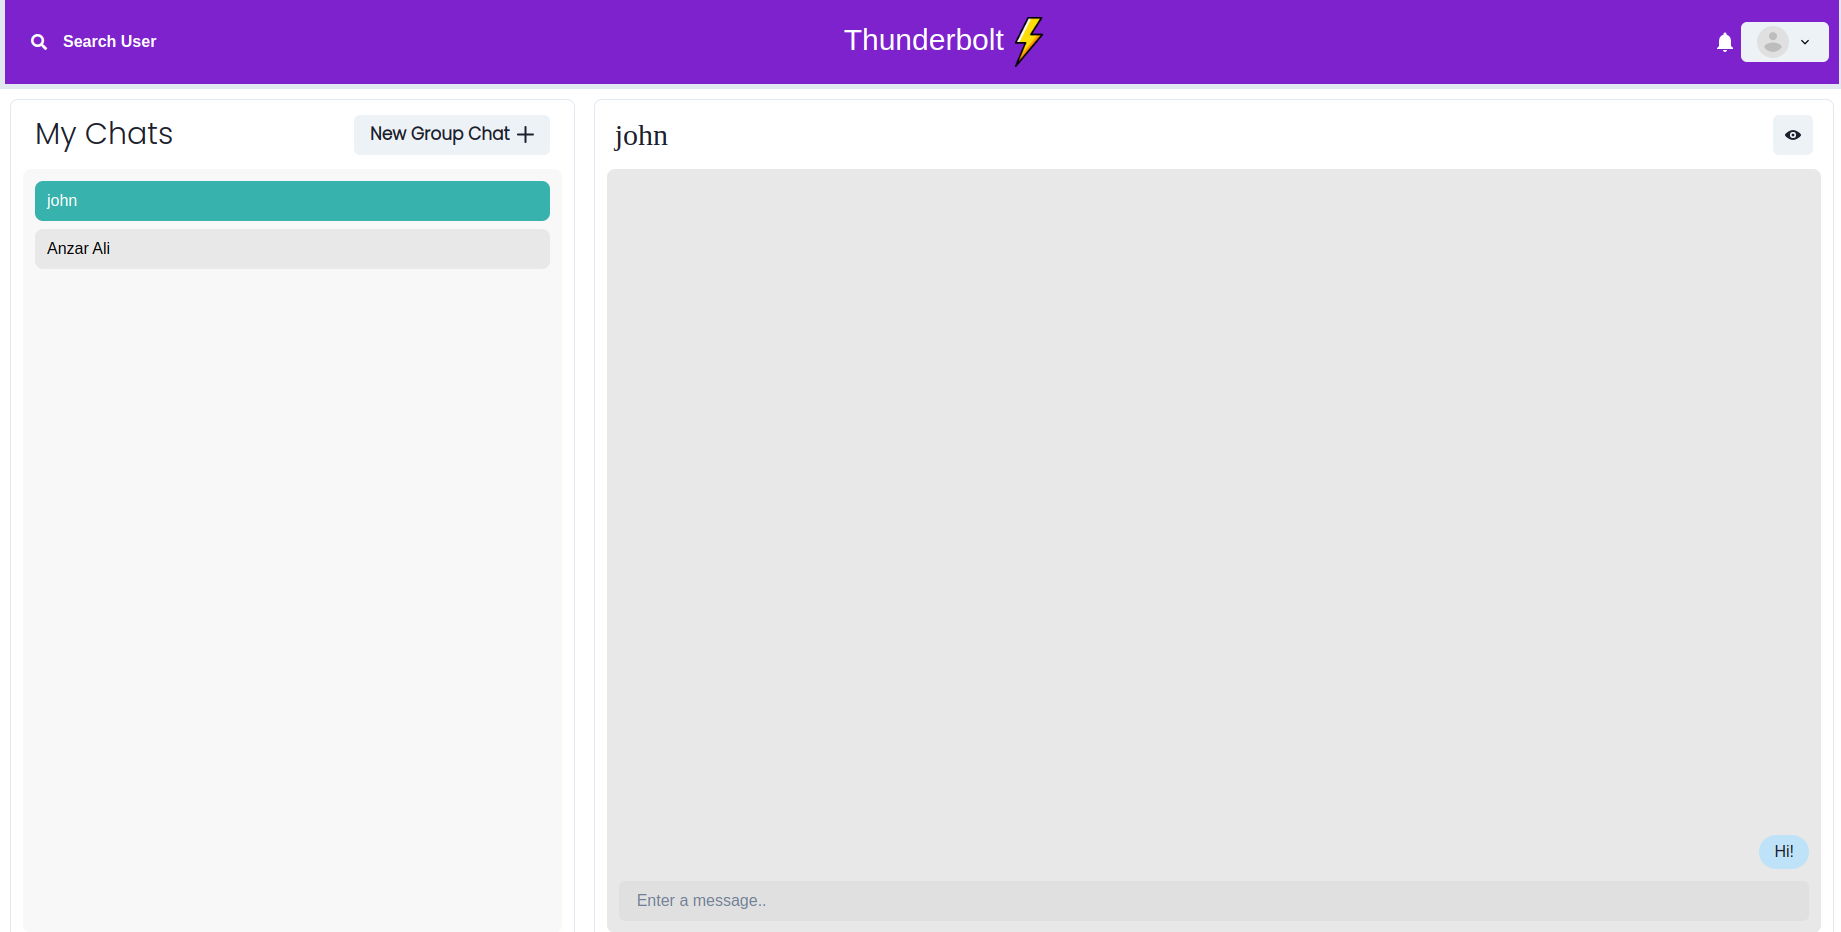 Search User
Thunderbolt
My Chats
New Group Chat
john
Anzar Ali
john
Hi!
Enter a message..